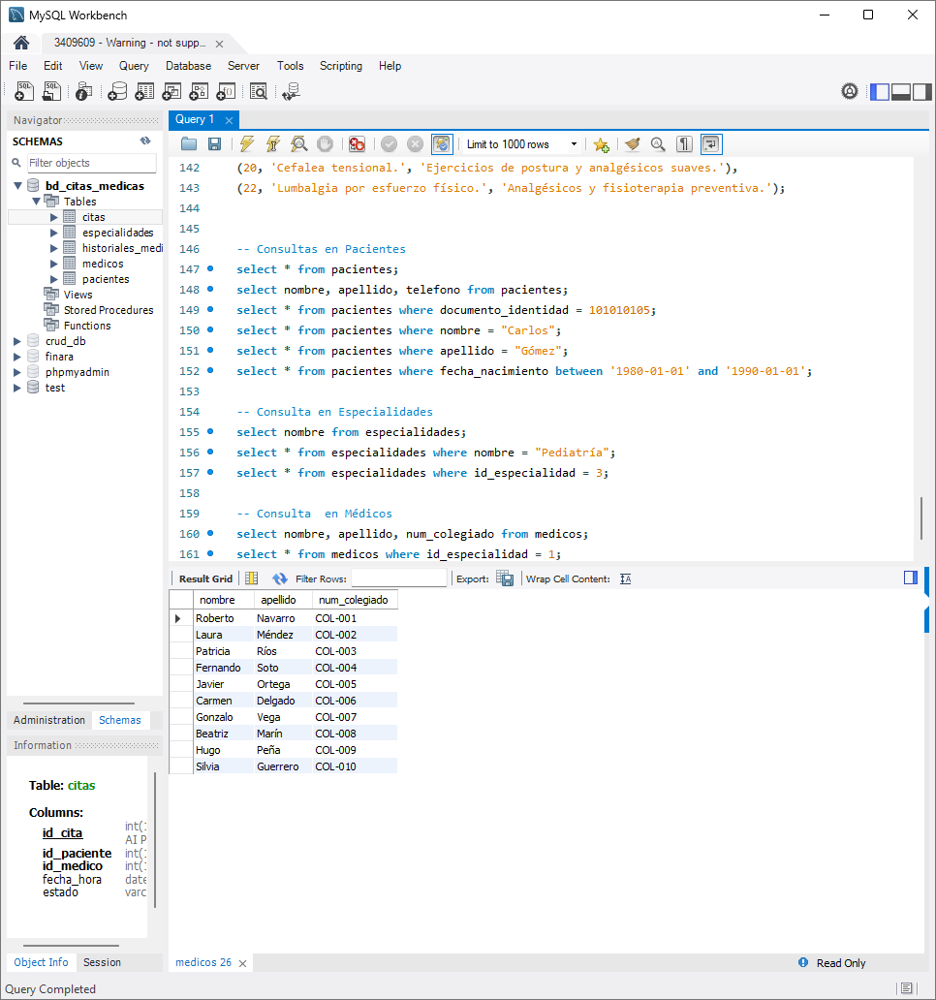 MySQL Workbench
3409609 - Warning - not supp...
File Edit View Query Database Server Tools Scripting Help
Navigator
SCHEMAS
Filter objects
bd_citas_medicas
Tables
citas
especialidades
historiales_medi
medicos
pacientes
Views
Stored Procedures
Functions
crud_db
finara
phpmyadmin
test
Administration Schemas
Information
Table: citas
Columns:
id_cita int(1
AI P
id_paciente int(1
id_medico int(1
fecha_hora date
estado varc
Object Info Session
Query 1
Limit to 1000 rows
142 (20, 'Cefalea tensional.', 'Ejercicios de postura y analgésicos suaves.'),
143 (22, 'Lumbalgia por esfuerzo físico.', 'Analgésicos y fisioterapia preventiva.');
144
145
146 -- Consultas en Pacientes
147 select * from pacientes;
148 select nombre, apellido, telefono from pacientes;
149 select * from pacientes where documento_identidad = 101010105;
150 select * from pacientes where nombre = "Carlos";
151 select * from pacientes where apellido = "Gómez";
152 select * from pacientes where fecha_nacimiento between '1980-01-01' and '1990-01-01';
153
154 -- Consulta en Especialidades
155 select nombre from especialidades;
156 select * from especialidades where nombre = "Pediatría";
157 select * from especialidades where id_especialidad = 3;
158
159 -- Consulta  en Médicos
160 select nombre, apellido, num_colegiado from medicos;
161 select * from medicos where id_especialidad = 1;
Result Grid Filter Rows: Export: Wrap Cell Content:
nombre apellido num_colegiado
Roberto Navarro COL-001
Laura Méndez COL-002
Patricia Ríos COL-003
Fernando Soto COL-004
Javier Ortega COL-005
Carmen Delgado COL-006
Gonzalo Vega COL-007
Beatriz Marín COL-008
Hugo Peña COL-009
Silvia Guerrero COL-010
medicos 26
Read Only
Query Completed